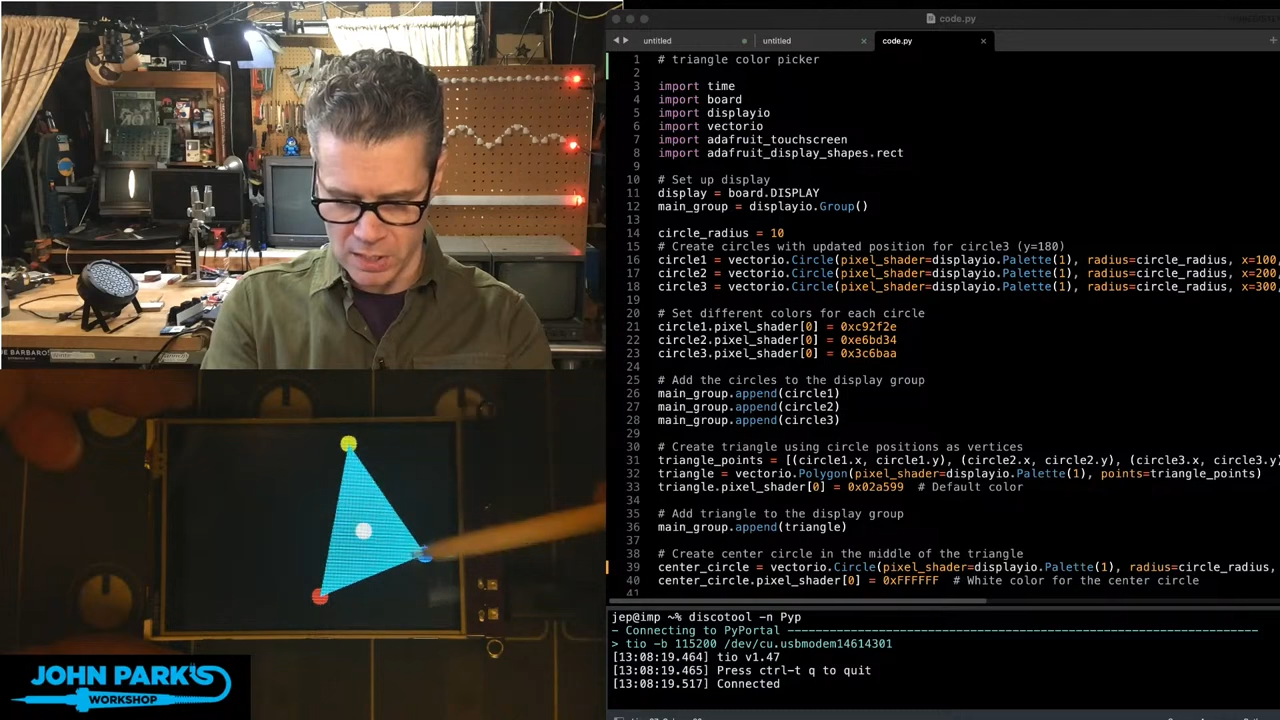 code.py
untitled
untitled
code.py
1 # triangle color picker
2
3 import time
4 import board
5 import displayio
6 import vectorio
7 import adafruit_touchscreen
8 import adafruit_display_shapes.rect
9
10 # Set up display
11 display = board.DISPLAY
12 main_group = displayio.Group()
13
14 circle_radius = 10
15 # Create circles with updated position for circle3 (y=180)
16 circle1 = vectorio.Circle(pixel_shader=displayio.Palette(1), radius=circle_radius, x=100,
17 circle2 = vectorio.Circle(pixel_shader=displayio.Palette(1), radius=circle_radius, x=200,
18 circle3 = vectorio.Circle(pixel_shader=displayio.Palette(1), radius=circle_radius, x=300,
19
20 # Set different colors for each circle
21 circle1.pixel_shader[0] = 0xc92f2e
22 circle2.pixel_shader[0] = 0xe6bd34
23 circle3.pixel_shader[0] = 0x3c6baa
24
25 # Add the circles to the display group
26 main_group.append(circle1)
27 main_group.append(circle2)
28 main_group.append(circle3)
29
30 # Create triangle using circle positions as vertices
31 triangle_points = [(circle1.x, circle1.y), (circle2.x, circle2.y), (circle3.x, circle3.y)
32 triangle = vectorio.Polygon(pixel_shader=displayio.Palette(1), points=triangle_points)
33 triangle.pixel_shader[0] = 0x02a599 # Default color
34
35 # Add triangle to the display group
36 main_group.append(triangle)
37
38 # Create center circle in the middle of the triangle
39 center_circle = vectorio.Circle(pixel_shader=displayio.Palette(1), radius=circle_radius,
40 center_circle.pixel_shader[0] = 0xFFFFFF # White color for the center circle
41
jep@imp ~% discotool -n Pyp
- Connecting to PyPortal
> tio -b 115200 /dev/cu.usbmodem14614301
[13:08:19.464] tio v1.47
[13:08:19.465] Press ctrl-t q to quit
[13:08:19.517] Connected
JOHN PARK'S
WORKSHOP